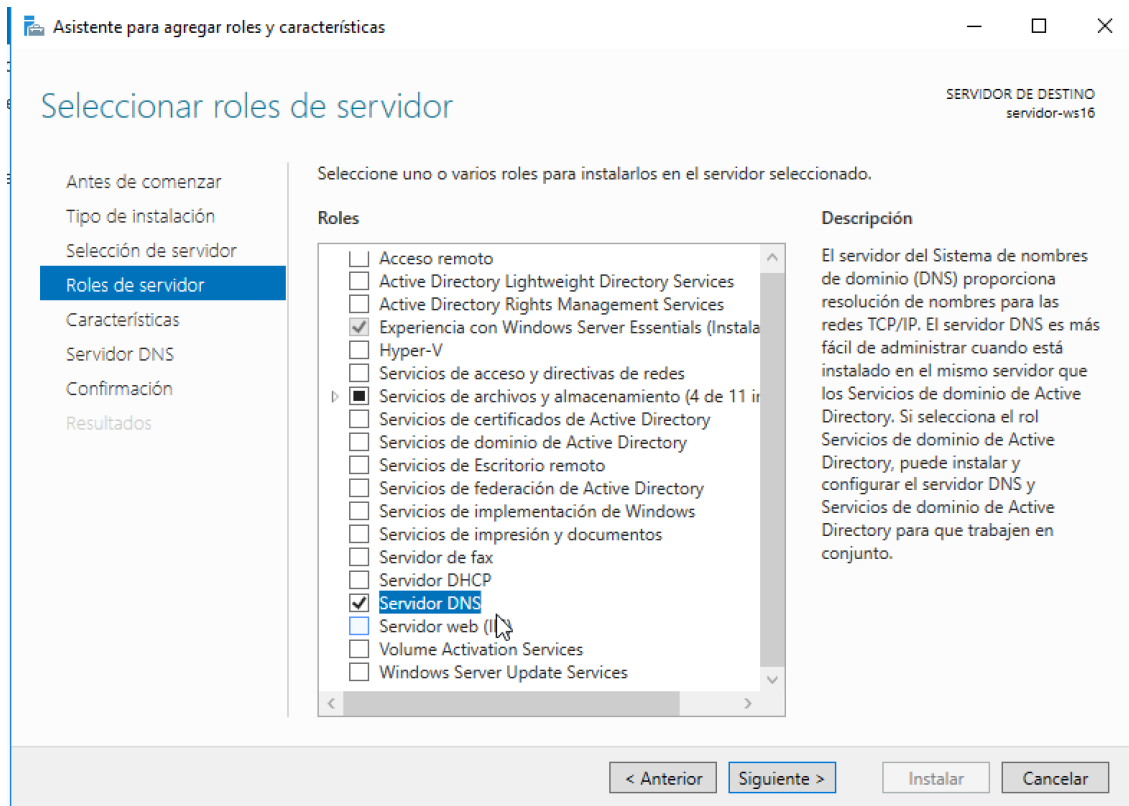 Asistente para agregar roles y características
Seleccionar roles de servidor
SERVIDOR DE DESTINO
servidor-ws16
Antes de comenzar
Tipo de instalación
Selección de servidor
Roles de servidor
Características
Servidor DNS
Confirmación
Resultados
Seleccione uno o varios roles para instalarlos en el servidor seleccionado.
Roles
Acceso remoto
Active Directory Lightweight Directory Services
Active Directory Rights Management Services
Experiencia con Windows Server Essentials (Instala
Hyper-V
Servicios de acceso y directivas de redes
Servicios de archivos y almacenamiento (4 de 11 in
Servicios de certificados de Active Directory
Servicios de dominio de Active Directory
Servicios de Escritorio remoto
Servicios de federación de Active Directory
Servicios de implementación de Windows
Servicios de impresión y documentos
Servidor de fax
Servidor DHCP
Servidor DNS
Servidor web
Volume Activation Services
Windows Server Update Services
Descripción
El servidor del Sistema de nombres
de dominio (DNS) proporciona
resolución de nombres para las
redes TCP/IP. El servidor DNS es más
fácil de administrar cuando está
instalado en el mismo servidor que
los Servicios de dominio de Active
Directory. Si selecciona el rol
Servicios de dominio de Active
Directory, puede instalar y
configurar el servidor DNS y
Servicios de dominio de Active
Directory para que trabajen en
conjunto.
< Anterior
Siguiente >
Instalar
Cancelar